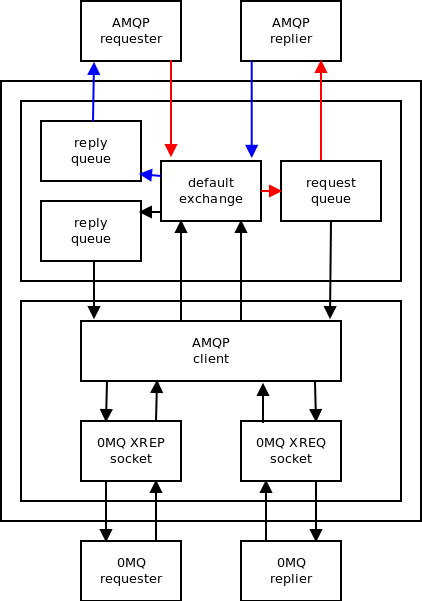 AMQP
requester
AMQP
replier
reply
queue
default
exchange
request
queue
reply
queue
AMQP
client
0MQ XREP
socket
0MQ XREQ
socket
0MQ
requester
0MQ
replier